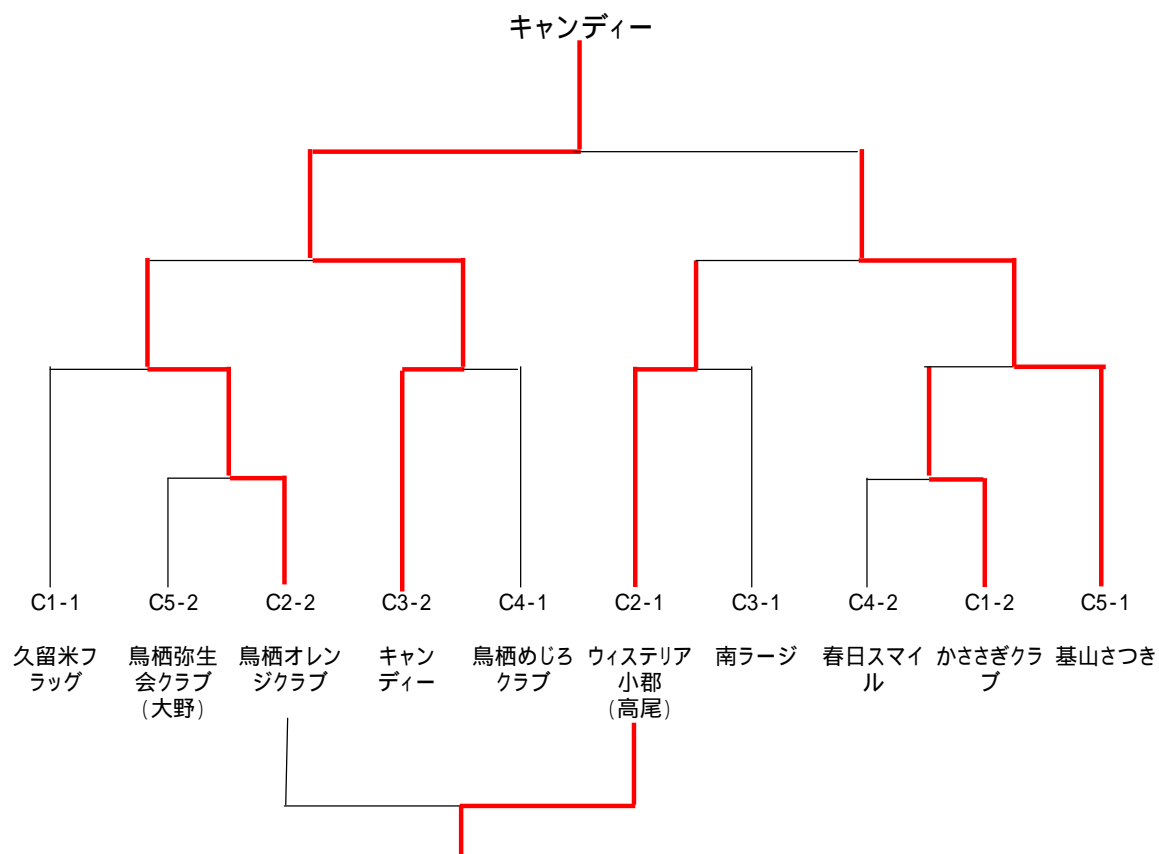 キャンディー
C1-1 C5-2 C2-2 C3-2 C4-1 C2-1 C3-1 C4-2 C1-2 C5-1
久留米フ 鳥栖弥生 鳥栖オレン キャン 鳥栖めじろ ウィステリア 南ラージ 春日スマイ かささぎクラ 基山さつき
ラッグ 会クラブ ジクラブ ディー クラブ 小郡 ル ブ
(大野) (高尾)